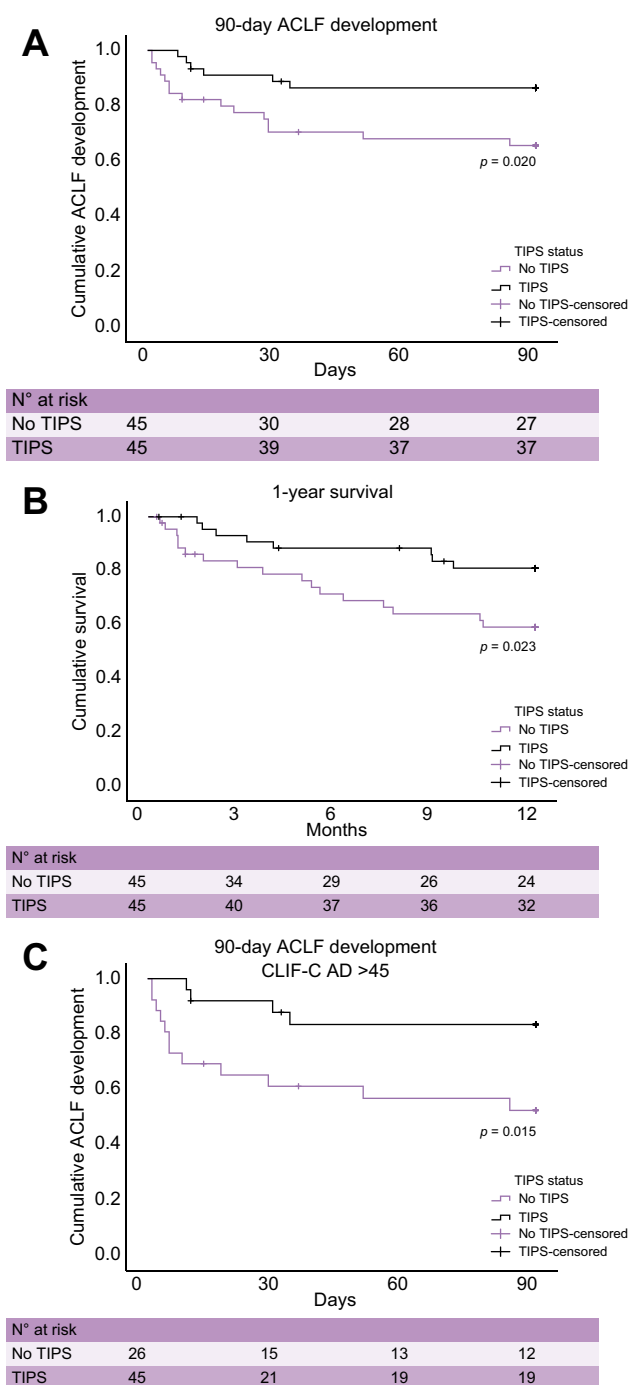 A
90-day ACLF development
Cumulative ACLF development
1.0
0.8
0.6
0.4
0.2
0.0
p = 0.020
TIPS status
No TIPS
TIPS
No TIPS-censored
TIPS-censored
0 30 60 90
Days
N° at risk
No TIPS 45 30 28 27
TIPS 45 39 37 37
B
1-year survival
Cumulative survival
1.0
0.8
0.6
0.4
0.2
0.0
p = 0.023
TIPS status
No TIPS
TIPS
No TIPS-censored
TIPS-censored
0 3 6 9 12
Months
N° at risk
No TIPS 45 34 29 26 24
TIPS 45 40 37 36 32
C
90-day ACLF development
CLIF-C AD >45
Cumulative ACLF development
1.0
0.8
0.6
0.4
0.2
0.0
p = 0.015
TIPS status
No TIPS
TIPS
No TIPS-censored
TIPS-censored
0 30 60 90
Days
N° at risk
No TIPS 26 15 13 12
TIPS 45 21 19 19